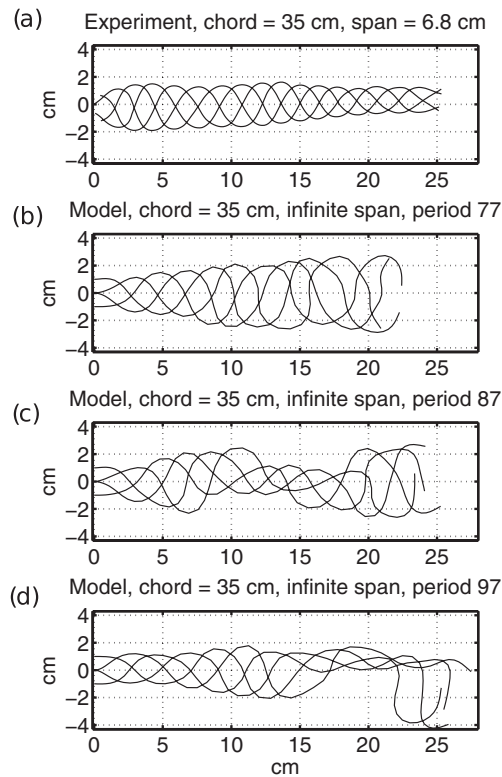 (a) Experiment, chord = 35 cm, span = 6.8 cm
4
2
0
−2
−4
cm
0 5 10 15 20 25
(b) Model, chord = 35 cm, infinite span, period 77
4
2
0
−2
−4
cm
0 5 10 15 20 25
(c) Model, chord = 35 cm, infinite span, period 87
4
2
0
−2
−4
cm
0 5 10 15 20 25
(d) Model, chord = 35 cm, infinite span, period 97
4
2
0
−2
−4
cm
0 5 10 15 20 25
cm